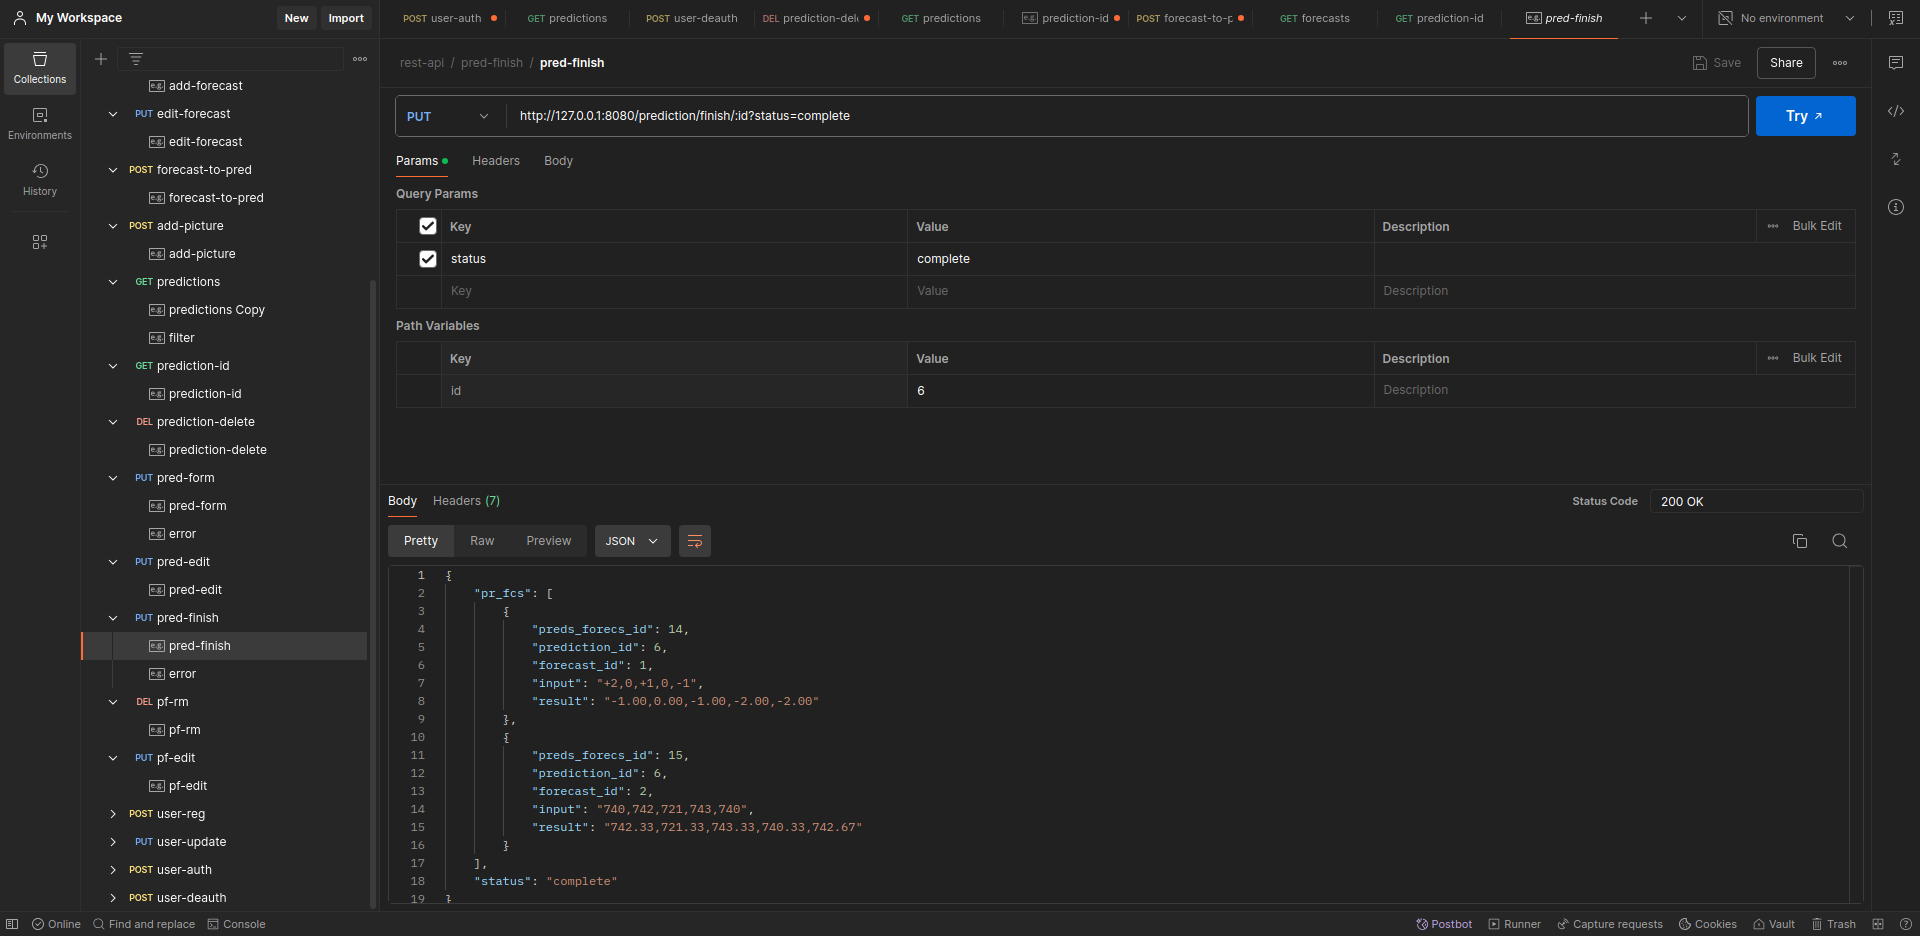 My Workspace
New
Import
POST user-auth
GET predictions
POST user-deauth
DEL prediction-del
GET predictions
e.g. prediction-id
POST forecast-to-p
GET forecasts
GET prediction-id
e.g. pred-finish
No environment
Collections
Environments
History
e.g. add-forecast
PUT edit-forecast
e.g. edit-forecast
POST forecast-to-pred
e.g. forecast-to-pred
POST add-picture
e.g. add-picture
GET predictions
e.g. predictions Copy
e.g. filter
GET prediction-id
e.g. prediction-id
DEL prediction-delete
e.g. prediction-delete
PUT pred-form
e.g. pred-form
e.g. error
PUT pred-edit
e.g. pred-edit
PUT pred-finish
e.g. pred-finish
e.g. error
DEL pf-rm
e.g. pf-rm
PUT pf-edit
e.g. pf-edit
POST user-reg
PUT user-update
POST user-auth
POST user-deauth
rest-api / pred-finish / pred-finish
Save
Share
PUT
http://127.0.0.1:8080/prediction/finish/:id?status=complete
Try
Params
Headers
Body
Query Params
Key Value Description Bulk Edit
status complete
Key Value Description
Path Variables
Key Value Description Bulk Edit
id 6 Description
Body Headers (7)
Status Code 200 OK
Pretty Raw Preview JSON
1 {
2 "pr_fcs": [
3 {
4 "preds_forecs_id": 14,
5 "prediction_id": 6,
6 "forecast_id": 1,
7 "input": "+2,0,+1,0,-1",
8 "result": "-1.00,0.00,-1.00,-2.00,-2.00"
9 },
10 {
11 "preds_forecs_id": 15,
12 "prediction_id": 6,
13 "forecast_id": 2,
14 "input": "740,742,721,743,740",
15 "result": "742.33,721.33,743.33,740.33,742.67"
16 }
17 ],
18 "status": "complete"
19 }
Online
Find and replace
Console
Postbot
Runner
Capture requests
Cookies
Vault
Trash